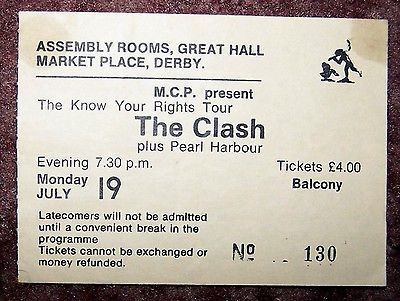 ASSEMBLY ROOMS, GREAT HALL
MARKET PLACE, DERBY.
M.C.P. present
The Know Your Rights Tour
The Clash
plus Pearl Harbour
Evening 7.30 p.m.
Tickets £4.00
Monday
JULY 19
Balcony
Latecomers will not be admitted
until a convenient break in the
programme
Tickets cannot be exchanged or
money refunded.
No 130